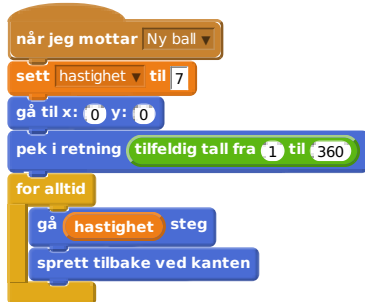 når jeg mottar Ny ball
sett hastighet til 7
gå til x: 0 y: 0
pek i retning tilfeldig tall fra 1 til 360
for alltid
gå hastighet steg
sprett tilbake ved kanten